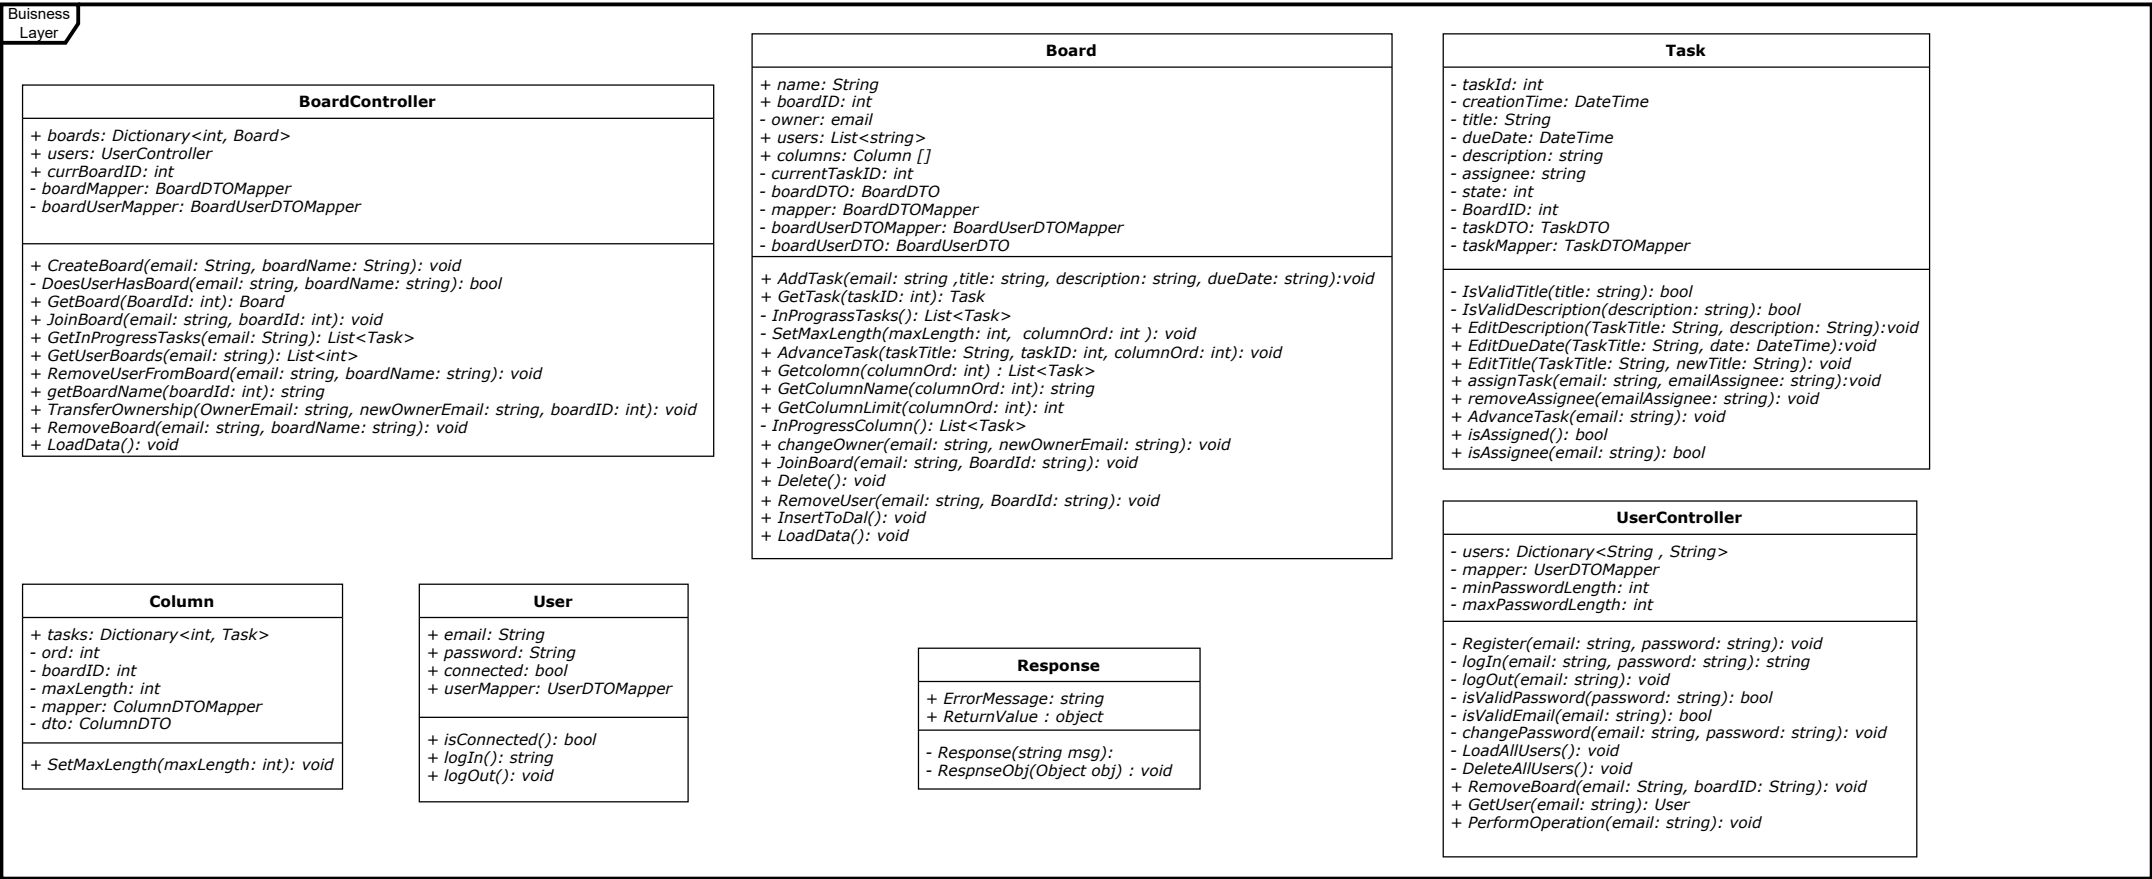 Buisness
Layer
BoardController
+ boards: Dictionary<int, Board>
+ users: UserController
+ currBoardID: int
- boardMapper: BoardDTOMapper
- boardUserMapper: BoardUserDTOMapper
+ CreateBoard(email: String, boardName: String): void
- DoesUserHasBoard(email: string, boardName: string): bool
+ GetBoard(BoardId: int): Board
+ JoinBoard(email: string, boardId: int): void
+ GetInProgressTasks(email: String): List<Task>
+ GetUserBoards(email: string): List<int>
+ RemoveUserFromBoard(email: string, boardName: string): void
+ getBoardName(boardId: int): string
+ TransferOwnership(OwnerEmail: string, newOwnerEmail: string, boardID: int): void
+ RemoveBoard(email: string, boardName: string): void
+ LoadData(): void
Board
+ name: String
+ boardID: int
- owner: email
+ users: List<string>
+ columns: Column []
- currentTaskID: int
- boardDTO: BoardDTO
- mapper: BoardDTOMapper
- boardUserDTOMapper: BoardUserDTOMapper
- boardUserDTO: BoardUserDTO
+ AddTask(email: string ,title: string, description: string, dueDate: string):void
+ GetTask(taskID: int): Task
- InPrograssTasks(): List<Task>
- SetMaxLength(maxLength: int,  columnOrd: int ): void
+ AdvanceTask(taskTitle: String, taskID: int, columnOrd: int): void
+ Getcolomn(columnOrd: int) : List<Task>
+ GetColumnName(columnOrd: int): string
+ GetColumnLimit(columnOrd: int): int
- InProgressColumn(): List<Task>
+ changeOwner(email: string, newOwnerEmail: string): void
+ JoinBoard(email: string, BoardId: string): void
+ Delete(): void
+ RemoveUser(email: string, BoardId: string): void
+ InsertToDal(): void
+ LoadData(): void
Task
- taskId: int
- creationTime: DateTime
- title: String
- dueDate: DateTime
- description: string
- assignee: string
- state: int
- BoardID: int
- taskDTO: TaskDTO
- taskMapper: TaskDTOMapper
- IsValidTitle(title: string): bool
- IsValidDescription(description: string): bool
+ EditDescription(TaskTitle: String, description: String):void
+ EditDueDate(TaskTitle: String, date: DateTime):void
+ EditTitle(TaskTitle: String, newTitle: String): void
+ assignTask(email: string, emailAssignee: string):void
+ removeAssignee(emailAssignee: string): void
+ AdvanceTask(email: string): void
+ isAssigned(): bool
+ isAssignee(email: string): bool
Column
+ tasks: Dictionary<int, Task>
- ord: int
- boardID: int
- maxLength: int
- mapper: ColumnDTOMapper
- dto: ColumnDTO
+ SetMaxLength(maxLength: int): void
User
+ email: String
+ password: String
+ connected: bool
+ userMapper: UserDTOMapper
+ isConnected(): bool
+ logIn(): string
+ logOut(): void
Response
+ ErrorMessage: string
+ ReturnValue : object
- Response(string msg):
- RespnseObj(Object obj) : void
UserController
- users: Dictionary<String , String>
- mapper: UserDTOMapper
- minPasswordLength: int
- maxPasswordLength: int
- Register(email: string, password: string): void
- logIn(email: string, password: string): string
- logOut(email: string): void
- isValidPassword(password: string): bool
- isValidEmail(email: string): bool
- changePassword(email: string, password: string): void
- LoadAllUsers(): void
- DeleteAllUsers(): void
+ RemoveBoard(email: String, boardID: String): void
+ GetUser(email: string): User
+ PerformOperation(email: string): void